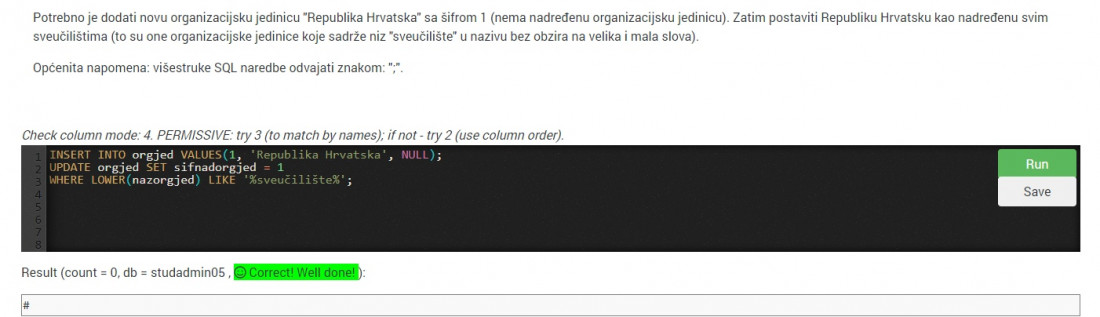 Potrebno je dodati novu organizacijsku jedinicu "Republika Hrvatska" sa šifrom 1 (nema nadređenu organizacijsku jedinicu). Zatim postaviti Republiku Hrvatsku kao nadređenu svim
sveučilištima (to su one organizacijske jedinice koje sadrže niz "sveučilište" u nazivu bez obzira na velika i mala slova).
Općenita napomena: višestruke SQL naredbe odvajati znakom: ";".
Check column mode: 4. PERMISSIVE: try 3 (to match by names); if not - try 2 (use column order).
1 INSERT INTO orgjed VALUES(1, 'Republika Hrvatska', NULL);
2 UPDATE orgjed SET sifnadorgjed = 1
3 WHERE LOWER(nazorgjed) LIKE '%sveučilište%';
4
5
6
7
8
Run
Save
Result (count = 0, db = studadmin05 , Correct! Well done! ):
#